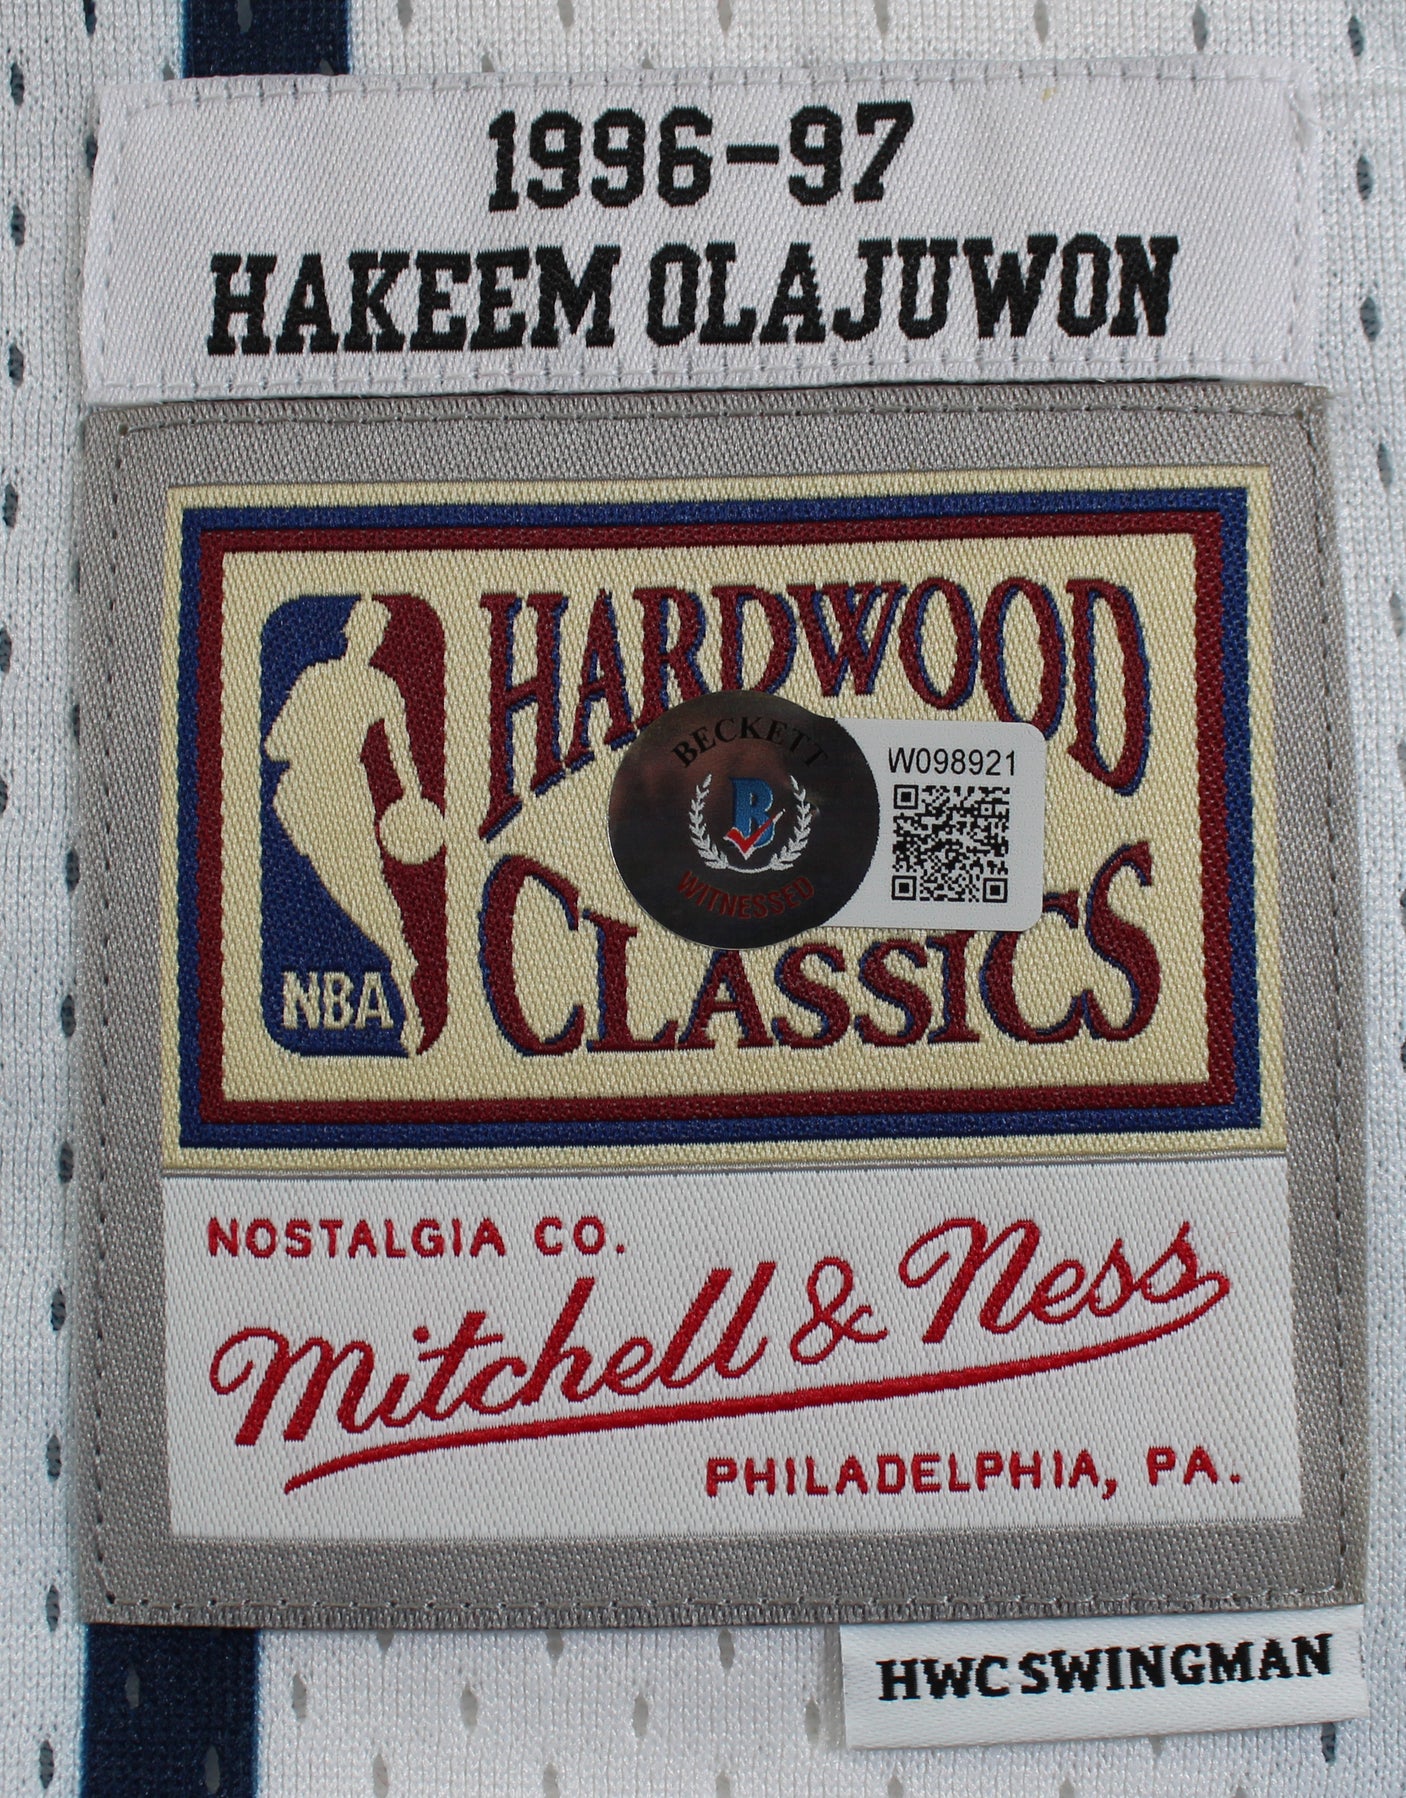 1996-97
HAKEEM OLAJUWON
HARDWOOD
BECKETT
W098921
B
WITNESSED
CLASSICS
NBA
NOSTALGIA CO.
Mitchell & Ness
PHILADELPHIA, PA.
HWC SWINGMAN